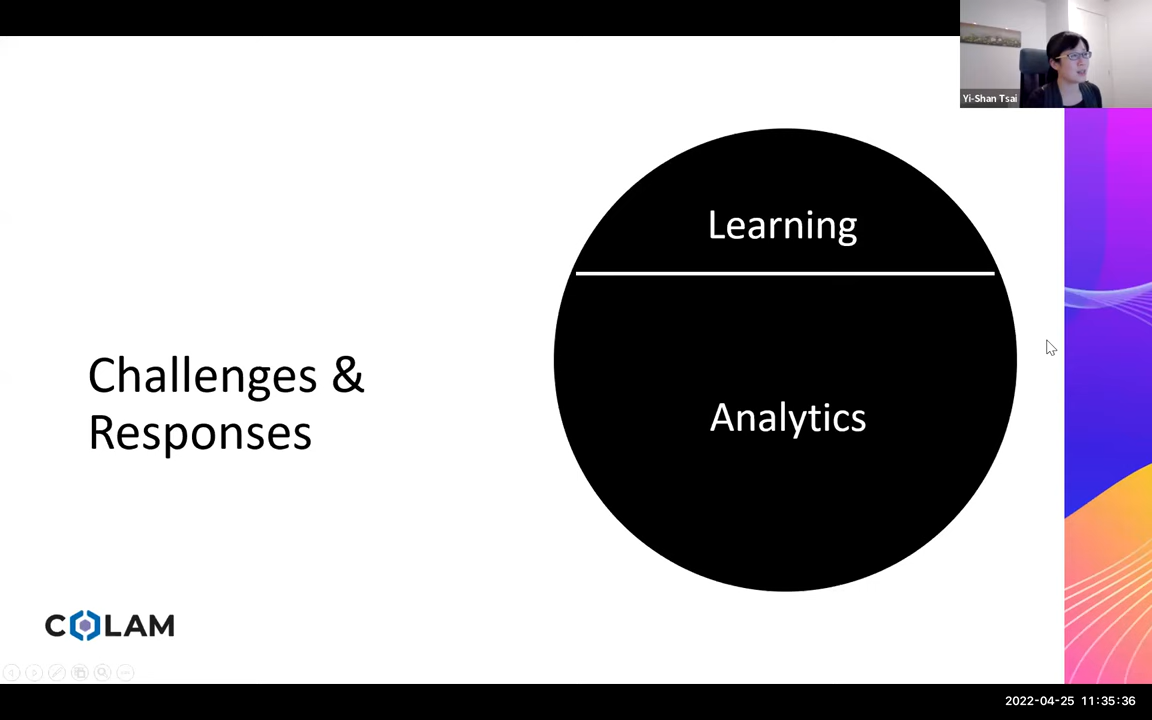 Yi-Shan Tsai
Learning
Analytics
Challenges &
Responses
COLAM
2022-04-25 11:35:36